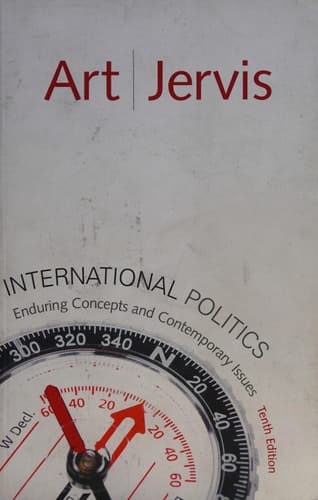 Art | Jervis
INTERNATIONAL POLITICS
Enduring Concepts and Contemporary Issues
Tenth Edition
300 320 340 20 40 60
W Decl.
60 40 20 20 40 60